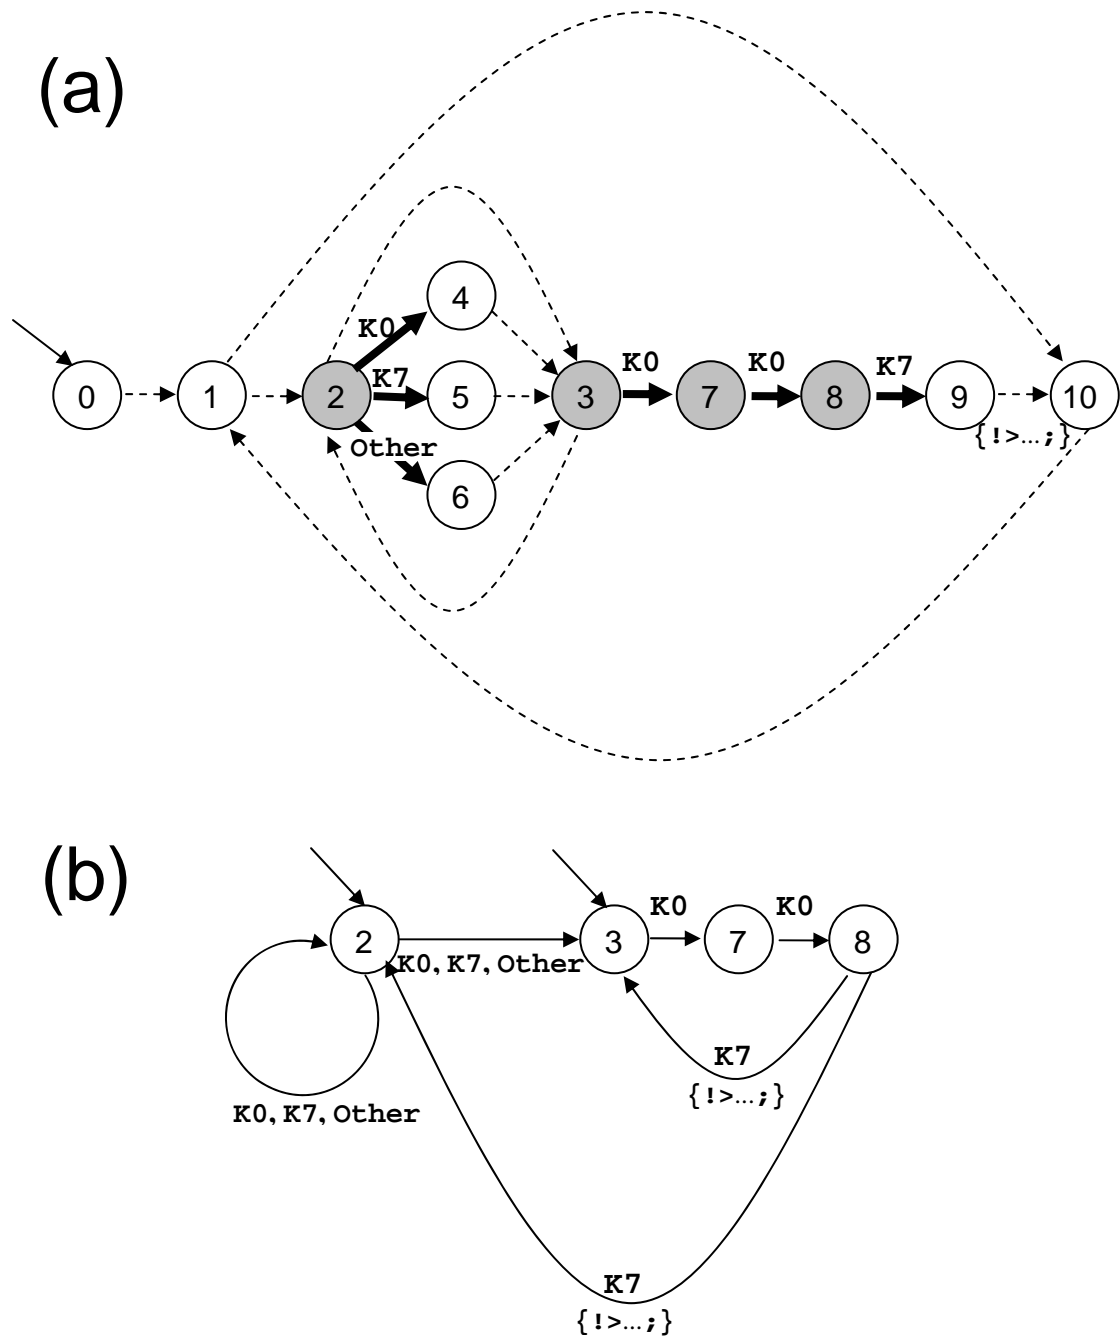 (a)
4
K0
K0
K0
K7
K7
0
1
2
5
3
7
8
9
10
Other
{!>…;}
6
(b)
K0
K0
2
3
7
8
K0, K7, Other
K7
{!>…;}
K0, K7, Other
K7
{!>…;}